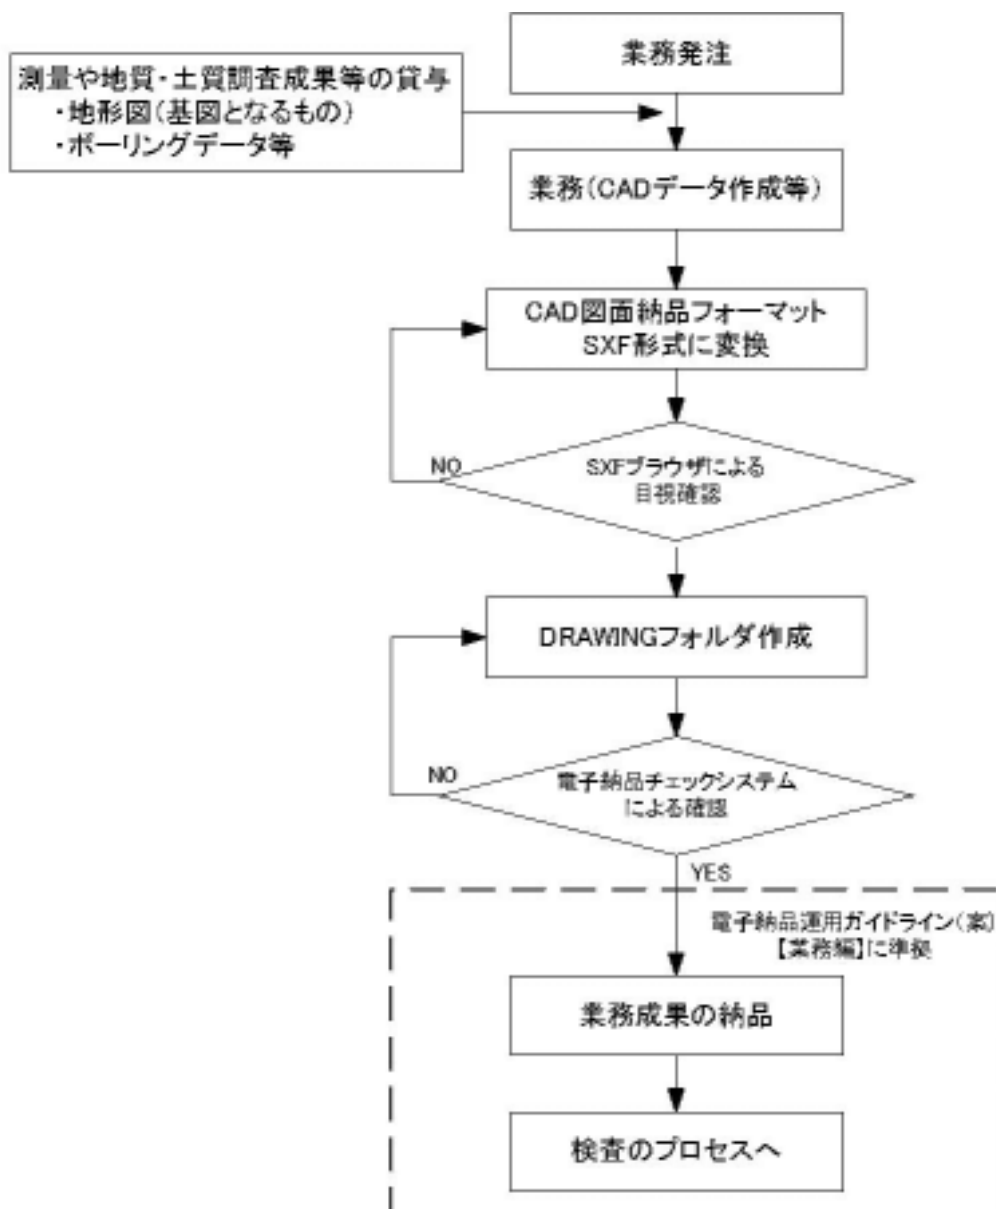 業務発注
測量や地質・土質調査成果等の貸与
・地形図(基図となるもの)
・ボーリングデータ等
業務(CADデータ作成等)
CAD図面納品フォーマット
SXF形式に変換
NO
SXFブラウザによる
目視確認
DRAWINGフォルダ作成
NO
電子納品チェックシステム
による確認
YES
電子納品運用ガイドライン(案)
【業務編】に準拠
業務成果の納品
検査のプロセスへ